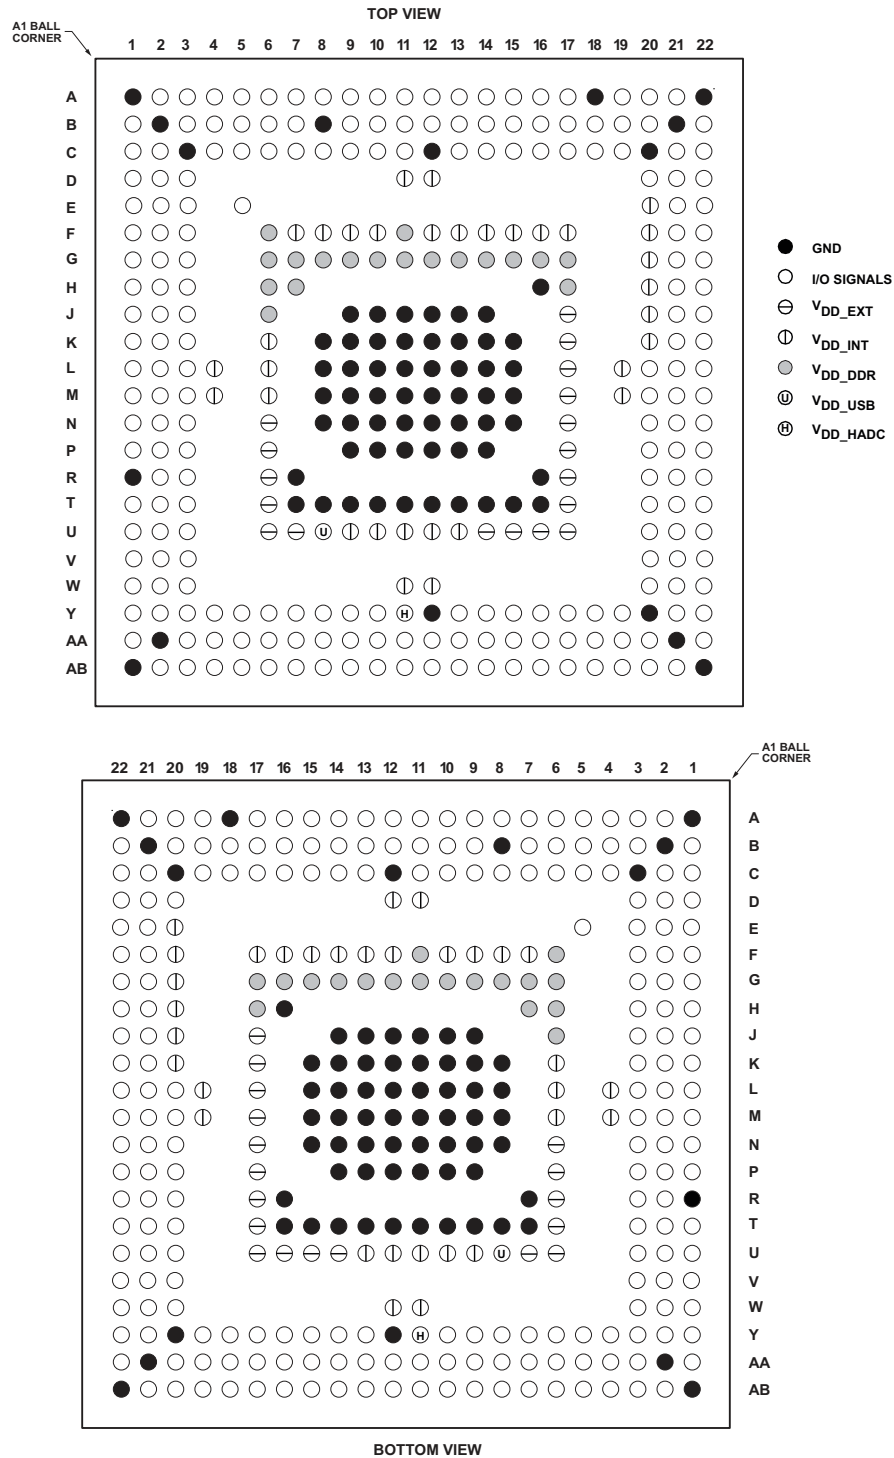 TOP VIEW
A1 BALL
CORNER
1 2 3 4 5 6 7 8 9 10 11 12 13 14 15 16 17 18 19 20 21 22
A
B
C
D
E
F
G
H
J
K
L
M
N
P
R
T
U
U
V
W
Y
H
AA
AB
GND
I/O SIGNALS
VDD_EXT
VDD_INT
VDD_DDR
U VDD_USB
H VDD_HADC
A1 BALL
CORNER
22 21 20 19 18 17 16 15 14 13 12 11 10 9 8 7 6 5 4 3 2 1
A
B
C
D
E
F
G
H
J
K
L
M
N
P
R
T
U U
V
W
H Y
AA
AB
BOTTOM VIEW